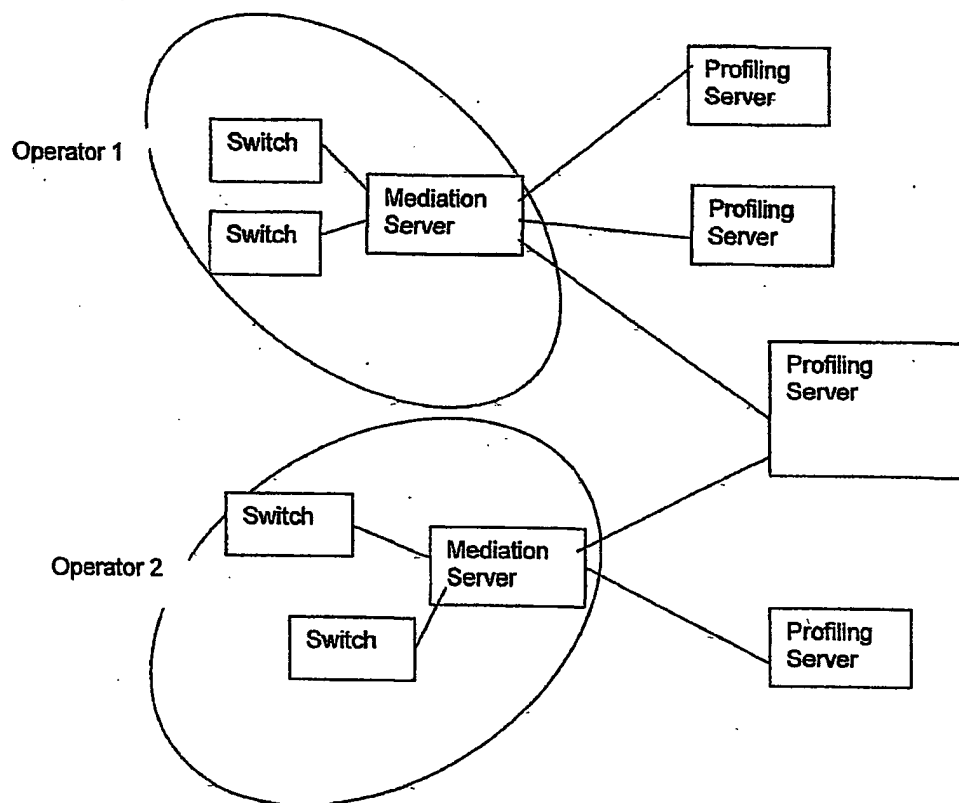 Profiling
Server
Operator 1
Switch
Mediation
Server
Switch
Profiling
Server
Profiling
Server
Switch
Mediation
Server
Operator 2
Switch
Profiling
Server